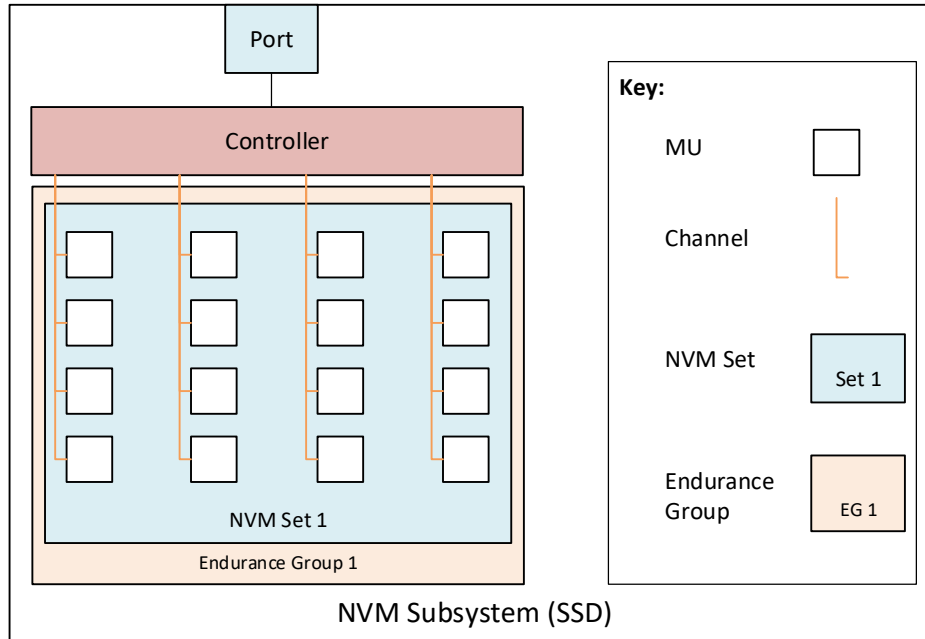 Port
Controller
NVM Set 1
Endurance Group 1
Key:
MU
Channel
NVM Set
Set 1
Endurance
Group
EG 1
NVM Subsystem (SSD)